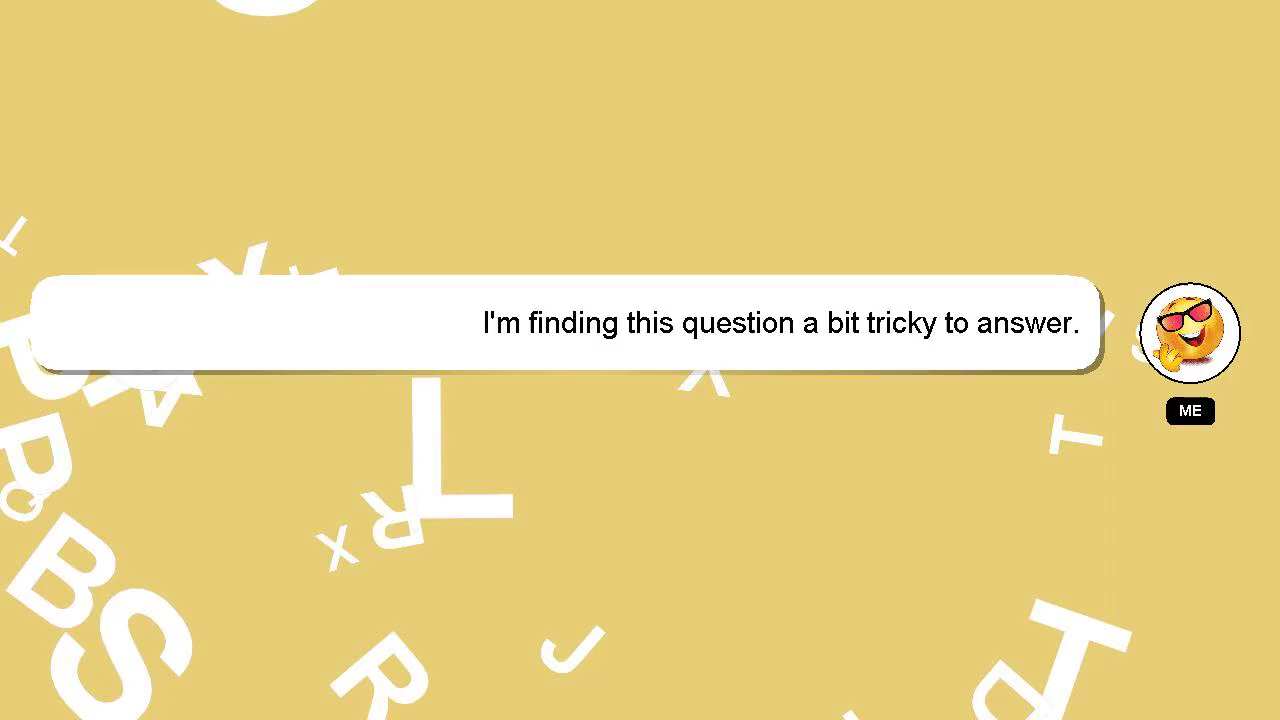 I'm finding this question a bit tricky to answer.
ME
T
X
P
A
X
L
T
P
Q
R
X
B
S
J
R
T
D